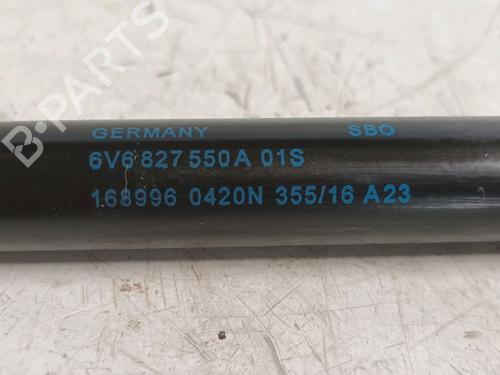 B-PARTS
GERMANY SBO
6V6 827 550A 01S
168996 0420N 355/16 A23